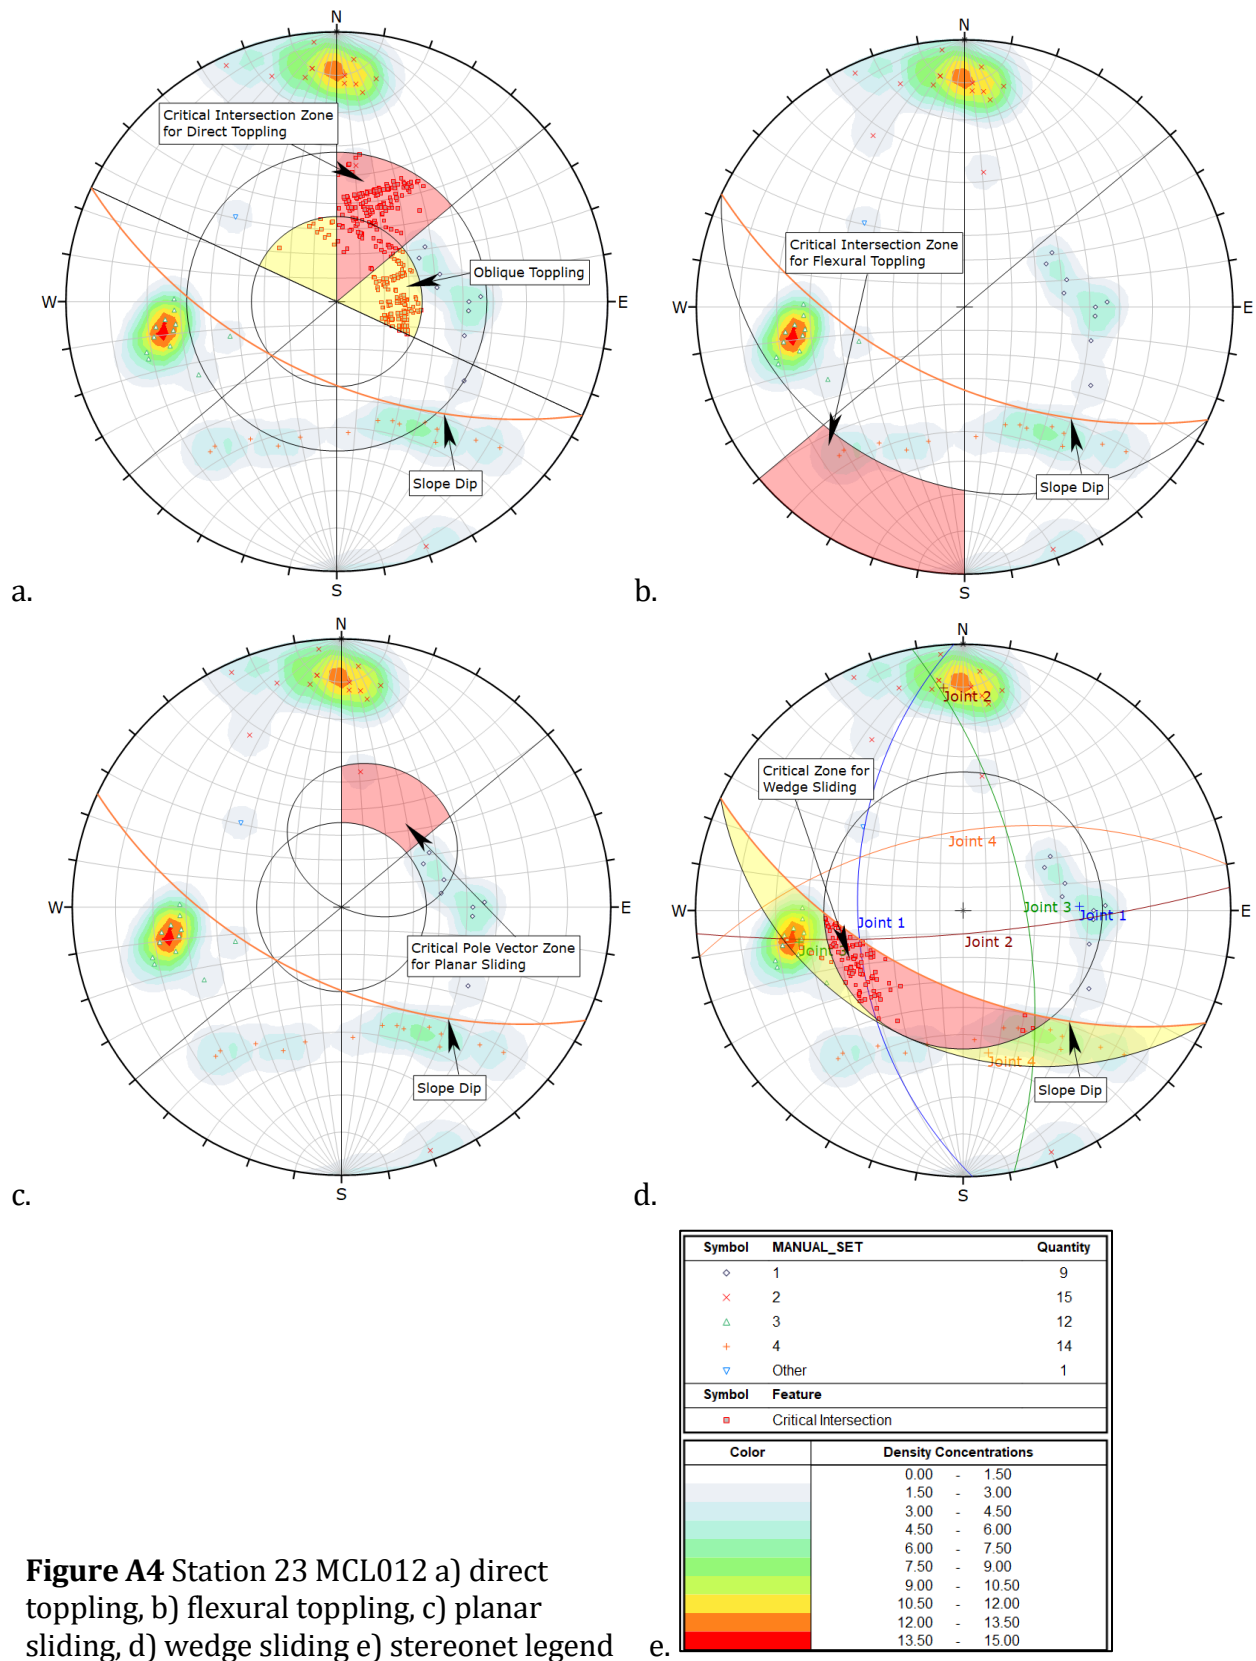 N
Critical Intersection Zone
for Direct Toppling
Oblique Toppling
W
E
Slope Dip
S
a.
N
Critical Intersection Zone
for Flexural Toppling
W
E
Slope Dip
S
b.
N
W
E
Critical Pole Vector Zone
for Planar Sliding
Slope Dip
S
c.
N
Joint 2
Critical Zone for
Wedge Sliding
Joint 4
W
E
Joint 3
Joint 1
Joint 1
Joint 2
Joint 4
Slope Dip
S
d.
Symbol MANUAL_SET Quantity
1 9
2 15
3 12
4 14
Other 1
Symbol Feature
Critical Intersection
Color Density Concentrations
0.00 - 1.50
1.50 - 3.00
3.00 - 4.50
4.50 - 6.00
6.00 - 7.50
7.50 - 9.00
9.00 - 10.50
10.50 - 12.00
12.00 - 13.50
13.50 - 15.00
e.
Figure A4 Station 23 MCL012 a) direct
toppling, b) flexural toppling, c) planar
sliding, d) wedge sliding e) stereonet legend